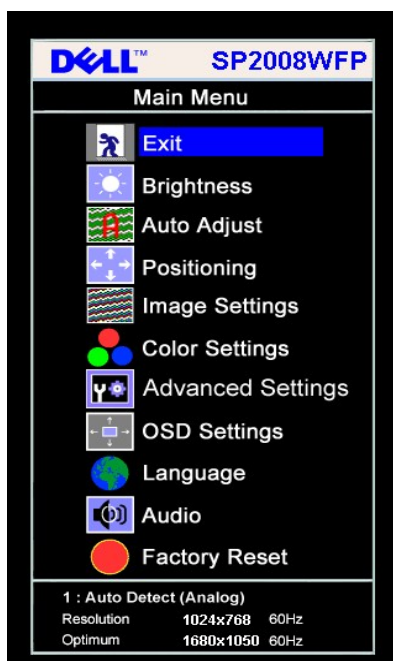 DELL™ SP2008WFP
Main Menu
Exit
Brightness
A
Auto Adjust
Positioning
Image Settings
Color Settings
Advanced Settings
OSD Settings
Language
Audio
Factory Reset
1 : Auto Detect (Analog)
Resolution 1024x768 60Hz
Optimum 1680x1050 60Hz